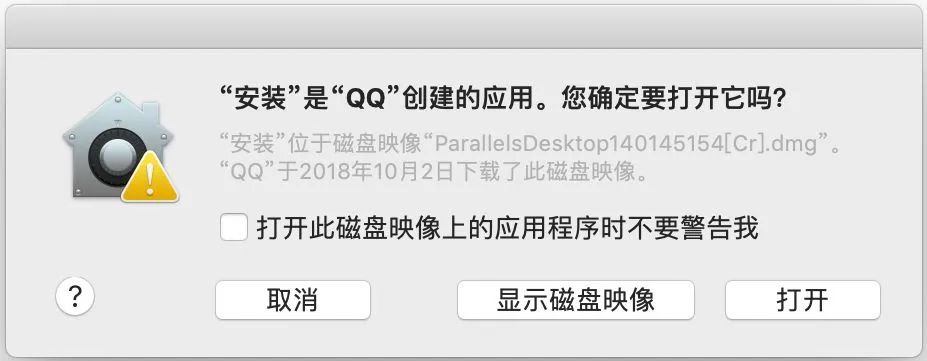 “安装”是“QQ”创建的应用。您确定要打开它吗？
“安装”位于磁盘映像“ParallelsDesktop140145154[Cr].dmg”。
“QQ”于2018年10月2日下载了此磁盘映像。
打开此磁盘映像上的应用程序时不要警告我
? 取消 显示磁盘映像 打开